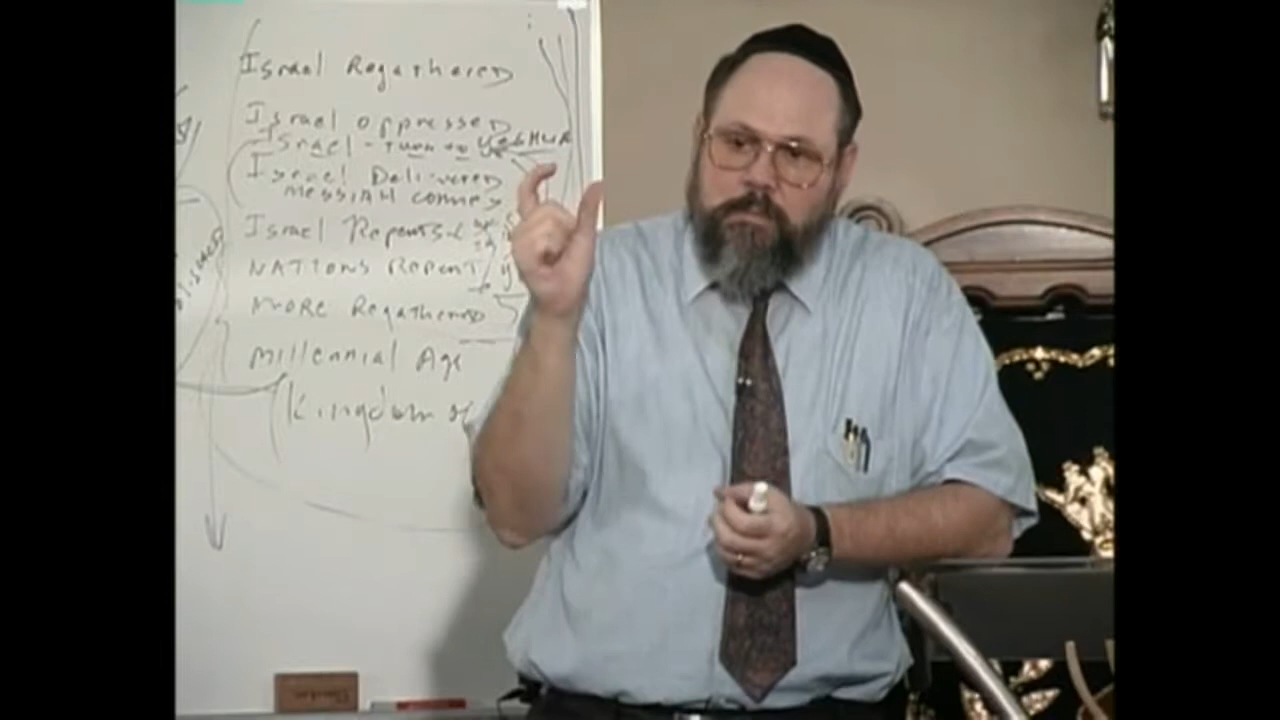 Israel Regathered
Israel oppressed
Israel - Turn to Yeshua
Israel Delivered
MESSIAH comes
Israel Repents
NATIONS Repent
MORE Regathered
Millennial Age
Kingdom of